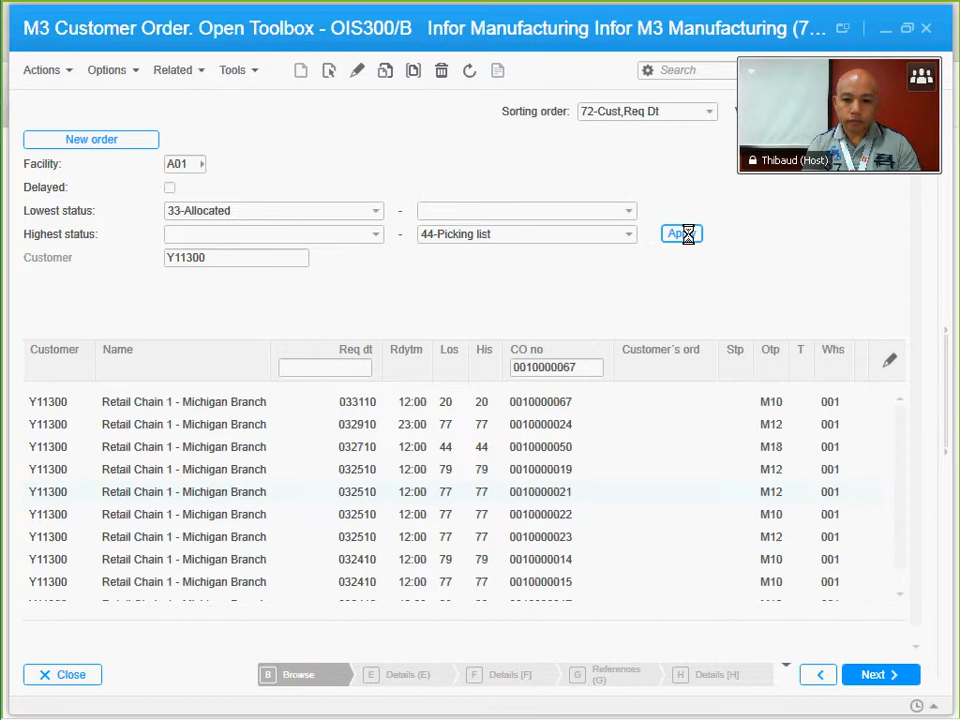 M3 Customer Order. Open Toolbox - OIS300/B Infor Manufacturing Infor M3 Manufacturing (7...
Actions Options Related Tools Search
Thibaud (Host)
Sorting order: 72-Cust,Req Dt
New order
Facility: A01
Delayed:
Lowest status: 33-Allocated -
Highest status: - 44-Picking list
Customer Y11300
Customer Name Req dt Rdytm Los His CO no Customer´s ord Stp Otp T Whs
0010000067
Y11300 Retail Chain 1 - Michigan Branch 033110 12:00 20 20 0010000067 M10 001
Y11300 Retail Chain 1 - Michigan Branch 032910 23:00 77 77 0010000024 M12 001
Y11300 Retail Chain 1 - Michigan Branch 032710 12:00 44 44 0010000050 M18 001
Y11300 Retail Chain 1 - Michigan Branch 032510 12:00 79 79 0010000019 M12 001
Y11300 Retail Chain 1 - Michigan Branch 032510 12:00 77 77 0010000021 M12 001
Y11300 Retail Chain 1 - Michigan Branch 032510 12:00 77 77 0010000022 M10 001
Y11300 Retail Chain 1 - Michigan Branch 032510 12:00 77 77 0010000023 M12 001
Y11300 Retail Chain 1 - Michigan Branch 032410 12:00 79 79 0010000014 M10 001
Y11300 Retail Chain 1 - Michigan Branch 032410 12:00 77 77 0010000015 M10 001
Close B Browse E Details (E) F Details [F] G References (G) H Details [H] Next